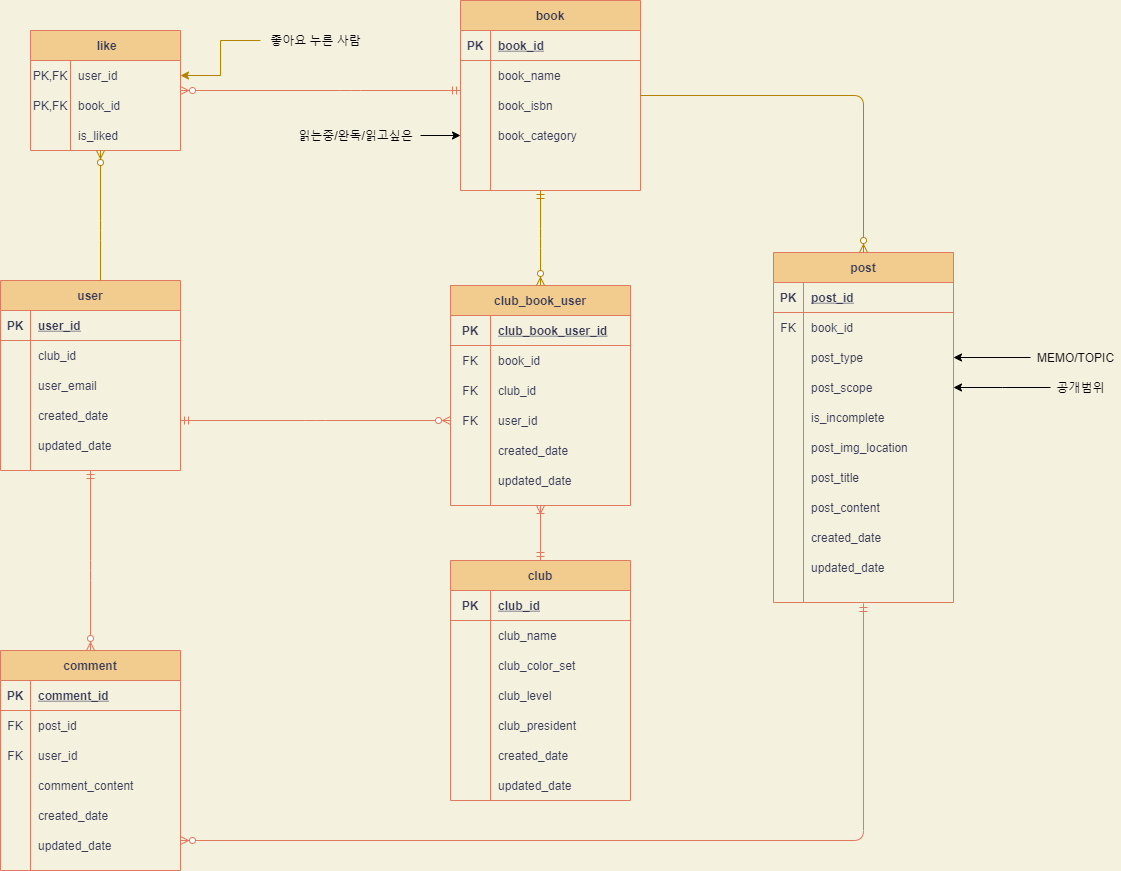 like
PK,FK user_id
PK,FK book_id
is_liked
좋아요 누른 사람
book
PK book_id
book_name
book_isbn
book_category
읽는중/완독/읽고싶은
user
PK user_id
club_id
user_email
created_date
updated_date
club_book_user
PK club_book_user_id
FK book_id
FK club_id
FK user_id
created_date
updated_date
post
PK post_id
FK book_id
post_type
post_scope
is_incomplete
post_img_location
post_title
post_content
created_date
updated_date
MEMO/TOPIC
공개범위
club
PK club_id
club_name
club_color_set
club_level
club_president
created_date
updated_date
comment
PK comment_id
FK post_id
FK user_id
comment_content
created_date
updated_date